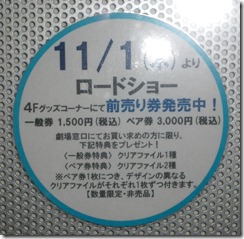 11/1(水)より
ロードショー
4Fグッズコーナーにて前売り券発売中！
一般券 1,500円(税込) ペア券 3,000円(税込)
劇場窓口にてお買い求めの方に限り、
下記特典をプレゼント！
〈一般券特典〉クリアファイル1種
〈ペア券特典〉クリアファイル2種
※ペア券1枚につき、デザインの異なる
クリアファイルがそれぞれ1枚ずつ付きます。
【数量限定・非売品】